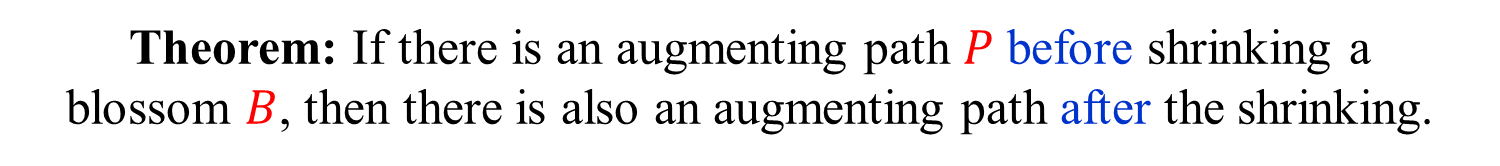 Theorem: If there is an augmenting path P before shrinking a
blossom B, then there is also an augmenting path after the shrinking.